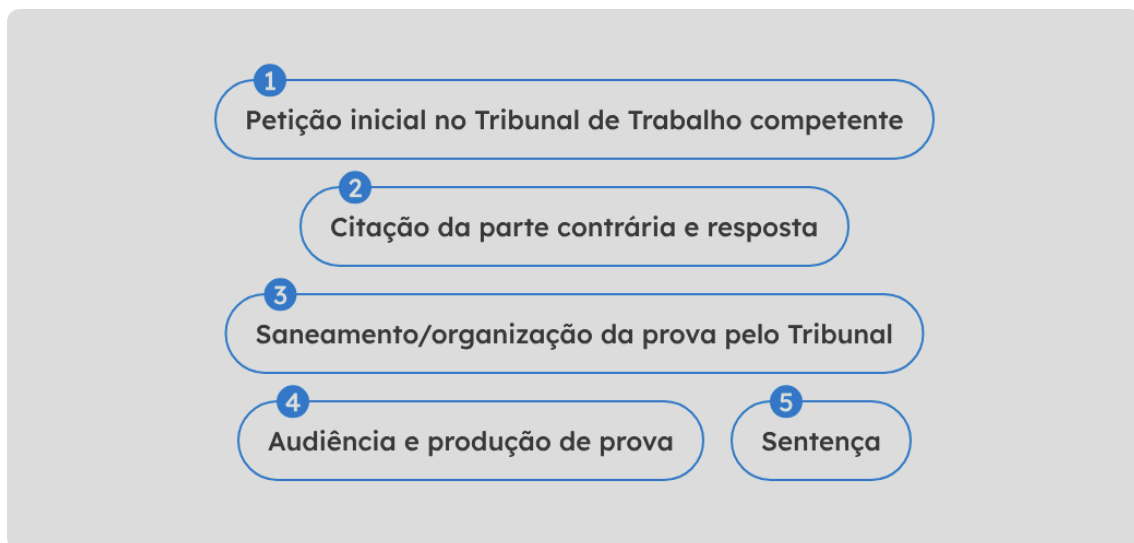 1
Petição inicial no Tribunal de Trabalho competente
2
Citação da parte contrária e resposta
3
Saneamento/organização da prova pelo Tribunal
4
Audiência e produção de prova
5
Sentença